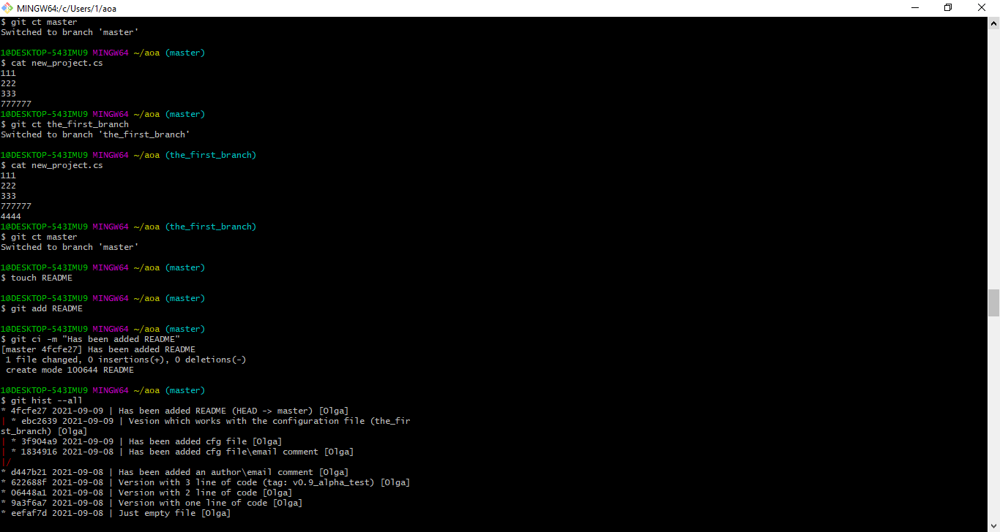 MINGW64:/c/Users/1/aoa
$ git ct master
Switched to branch 'master'
1@DESKTOP-543IMU9 MINGW64 ~/aoa (master)
$ cat new_project.cs
111
222
333
777777
1@DESKTOP-543IMU9 MINGW64 ~/aoa (master)
$ git ct the_first_branch
Switched to branch 'the_first_branch'
1@DESKTOP-543IMU9 MINGW64 ~/aoa (the_first_branch)
$ cat new_project.cs
111
222
333
777777
4444
1@DESKTOP-543IMU9 MINGW64 ~/aoa (the_first_branch)
$ git ct master
Switched to branch 'master'
1@DESKTOP-543IMU9 MINGW64 ~/aoa (master)
$ touch README
1@DESKTOP-543IMU9 MINGW64 ~/aoa (master)
$ git add README
1@DESKTOP-543IMU9 MINGW64 ~/aoa (master)
$ git ci -m "Has been added README"
[master 4fcfe27] Has been added README
 1 file changed, 0 insertions(+), 0 deletions(-)
 create mode 100644 README
1@DESKTOP-543IMU9 MINGW64 ~/aoa (master)
$ git hist --all
* 4fcfe27 2021-09-09 | Has been added README (HEAD -> master) [Olga]
| * ebc2639 2021-09-09 | Vesion which works with the configuration file (the_fir
st_branch) [Olga]
| * 3f904a9 2021-09-09 | Has been added cfg file [Olga]
| * 1834916 2021-09-08 | Has been added cfg file\email comment [Olga]
|/
* d447b21 2021-09-08 | Has been added an author\email comment [Olga]
* 622688f 2021-09-08 | Version with 3 line of code (tag: v0.9_alpha_test) [Olga]
* 06448a1 2021-09-08 | Version with 2 line of code [Olga]
* 9a3f6a7 2021-09-08 | Version with one line of code [Olga]
* eefaf7d 2021-09-08 | Just empty file [Olga]